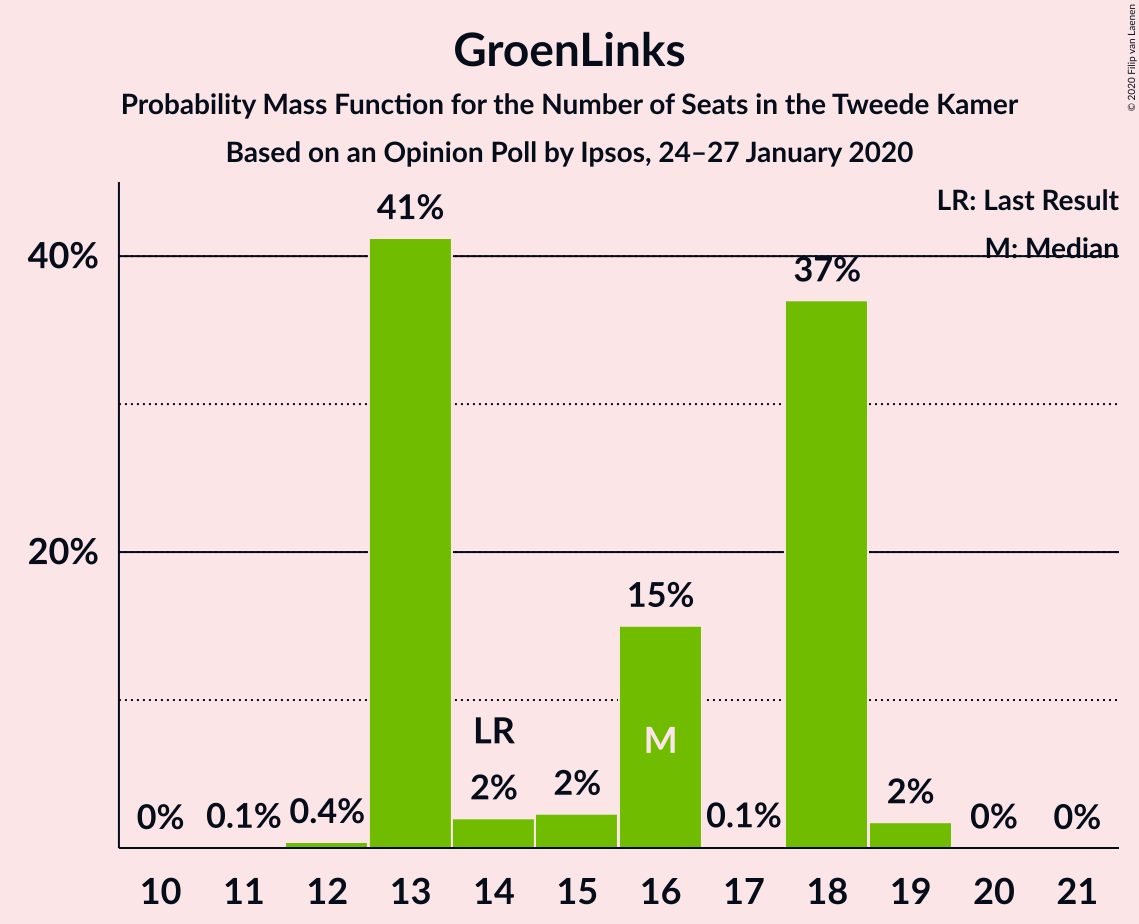 GroenLinks
Probability Mass Function for the Number of Seats in the Tweede Kamer
Based on an Opinion Poll by Ipsos, 24–27 January 2020
© 2020 Filip van Laenen
LR: Last Result
M: Median
40%
20%
0%
0.1%
0.4%
41%
LR
2%
2%
15%
M
0.1%
37%
2%
0%
0%
10 11 12 13 14 15 16 17 18 19 20 21